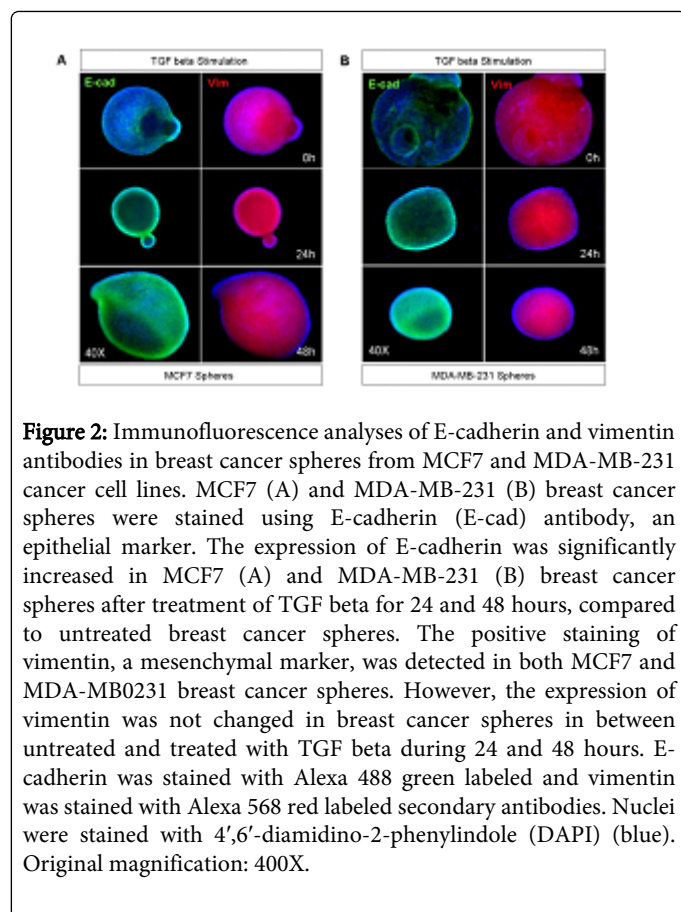 A
TGF beta Stimulation
E-cad
Vim
0h
24h
40X
48h
MCF7 Spheres
B
TGF beta Stimulation
E-cad
Vim
0h
24h
40X
48h
MDA-MB-231 Spheres
Figure 2: Immunofluorescence analyses of E-cadherin and vimentin
antibodies in breast cancer spheres from MCF7 and MDA-MB-231
cancer cell lines. MCF7 (A) and MDA-MB-231 (B) breast cancer
spheres were stained using E-cadherin (E-cad) antibody, an
epithelial marker. The expression of E-cadherin was significantly
increased in MCF7 (A) and MDA-MB-231 (B) breast cancer
spheres after treatment of TGF beta for 24 and 48 hours, compared
to untreated breast cancer spheres. The positive staining of
vimentin, a mesenchymal marker, was detected in both MCF7 and
MDA-MB0231 breast cancer spheres. However, the expression of
vimentin was not changed in breast cancer spheres in between
untreated and treated with TGF beta during 24 and 48 hours. E-
cadherin was stained with Alexa 488 green labeled and vimentin
was stained with Alexa 568 red labeled secondary antibodies. Nuclei
were stained with 4′,6′-diamidino-2-phenylindole (DAPI) (blue).
Original magnification: 400X.